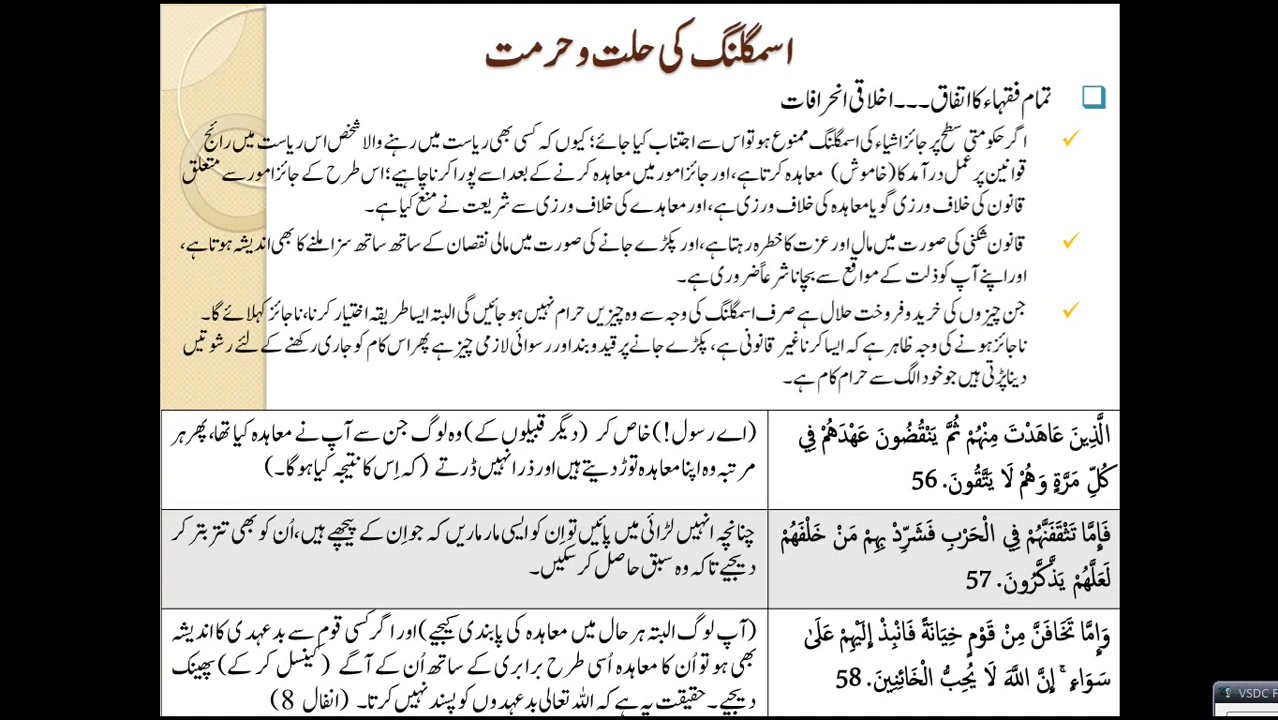 اسمگلنگ کی حلت و حرمت
تمام فقہاء کا اتفاق۔۔۔اخلاقی انحرافات
اگر حکومتی سطح پر جائز اشیاء کی اسمگلنگ ممنوع ہو تو اس سے اجتناب کیا جائے؛ کیوں کہ کسی بھی ریاست میں رہنے والا شخص اس ریاست میں رائج
قوانین پر عمل درآمد کا (خاموش) معاہدہ کرتا ہے، اور جائز امور میں معاہدہ کرنے کے بعد اسے پورا کرنا چاہیے؛ اس طرح کے جائز امور سے متعلق
قانون کی خلاف ورزی گویا معاہدہ کی خلاف ورزی ہے، اور معاہدے کی خلاف ورزی سے شریعت نے منع کیا ہے۔
قانون شکنی کی صورت میں مال اور عزت کا خطرہ رہتا ہے، اور پکڑے جانے کی صورت میں مالی نقصان کے ساتھ ساتھ سزا ملنے کا بھی اندیشہ ہوتا ہے،
اور اپنے آپ کو ذلت کے مواقع سے بچانا شرعاً ضروری ہے۔
جن چیزوں کی خرید و فروخت حلال ہے صرف اسمگلنگ کی وجہ سے وہ چیزیں حرام نہیں ہو جائیں گی البتہ ایسا طریقہ اختیار کرنا، ناجائز کہلائے گا۔
ناجائز ہونے کی وجہ ظاہر ہے کہ ایسا کرنا غیر قانونی ہے، پکڑے جانے پر قید و بند اور رسوائی لازمی چیز ہے پھر اس کام کو جاری رکھنے کے لئے رشوتیں
دینا پڑتی ہیں جو خود الگ سے حرام کام ہے۔
الَّذِينَ عَاهَدْتَ مِنْهُمْ ثُمَّ يَنْقُضُونَ عَهْدَهُمْ فِي
كُلِّ مَرَّةٍ وَهُمْ لَا يَتَّقُونَ. 56
(اے رسول!) خاص کر (دیگر قبیلوں کے) وہ لوگ جن سے آپ نے معاہدہ کیا تھا، پھر ہر
مرتبہ وہ اپنا معاہدہ توڑ دیتے ہیں اور ذرا نہیں ڈرتے (کہ اِس کا نتیجہ کیا ہوگا۔)
فَإِمَّا تَثْقَفَنَّهُمْ فِي الْحَرْبِ فَشَرِّدْ بِهِمْ مَنْ خَلْفَهُمْ
لَعَلَّهُمْ يَذَّكَّرُونَ. 57
چنانچہ انہیں لڑائی میں پائیں تو اِن کو ایسی مار ماریں کہ جو اِن کے پیچھے ہیں، اُن کو بھی تتر بتر کر
دیجیے تاکہ وہ سبق حاصل کر سکیں۔
وَإِمَّا تَخَافَنَّ مِنْ قَوْمٍ خِيَانَةً فَانْبِذْ إِلَيْهِمْ عَلَىٰ
سَوَاءٍ ۚ إِنَّ اللَّهَ لَا يُحِبُّ الْخَائِنِينَ. 58
(آپ لوگ البتہ ہر حال میں معاہدہ کی پابندی کیجیے) اور اگر کسی قوم سے بدعہدی کا اندیشہ
بھی ہو تو اُن کا معاہدہ اُسی طرح برابری کے ساتھ اُن کے آگے (کینسل کر کے) پھینک
دیجیے۔ حقیقت یہ ہے کہ اللہ تعالی بدعہدوں کو پسند نہیں کرتا۔ (انفال 8)
VSDC F